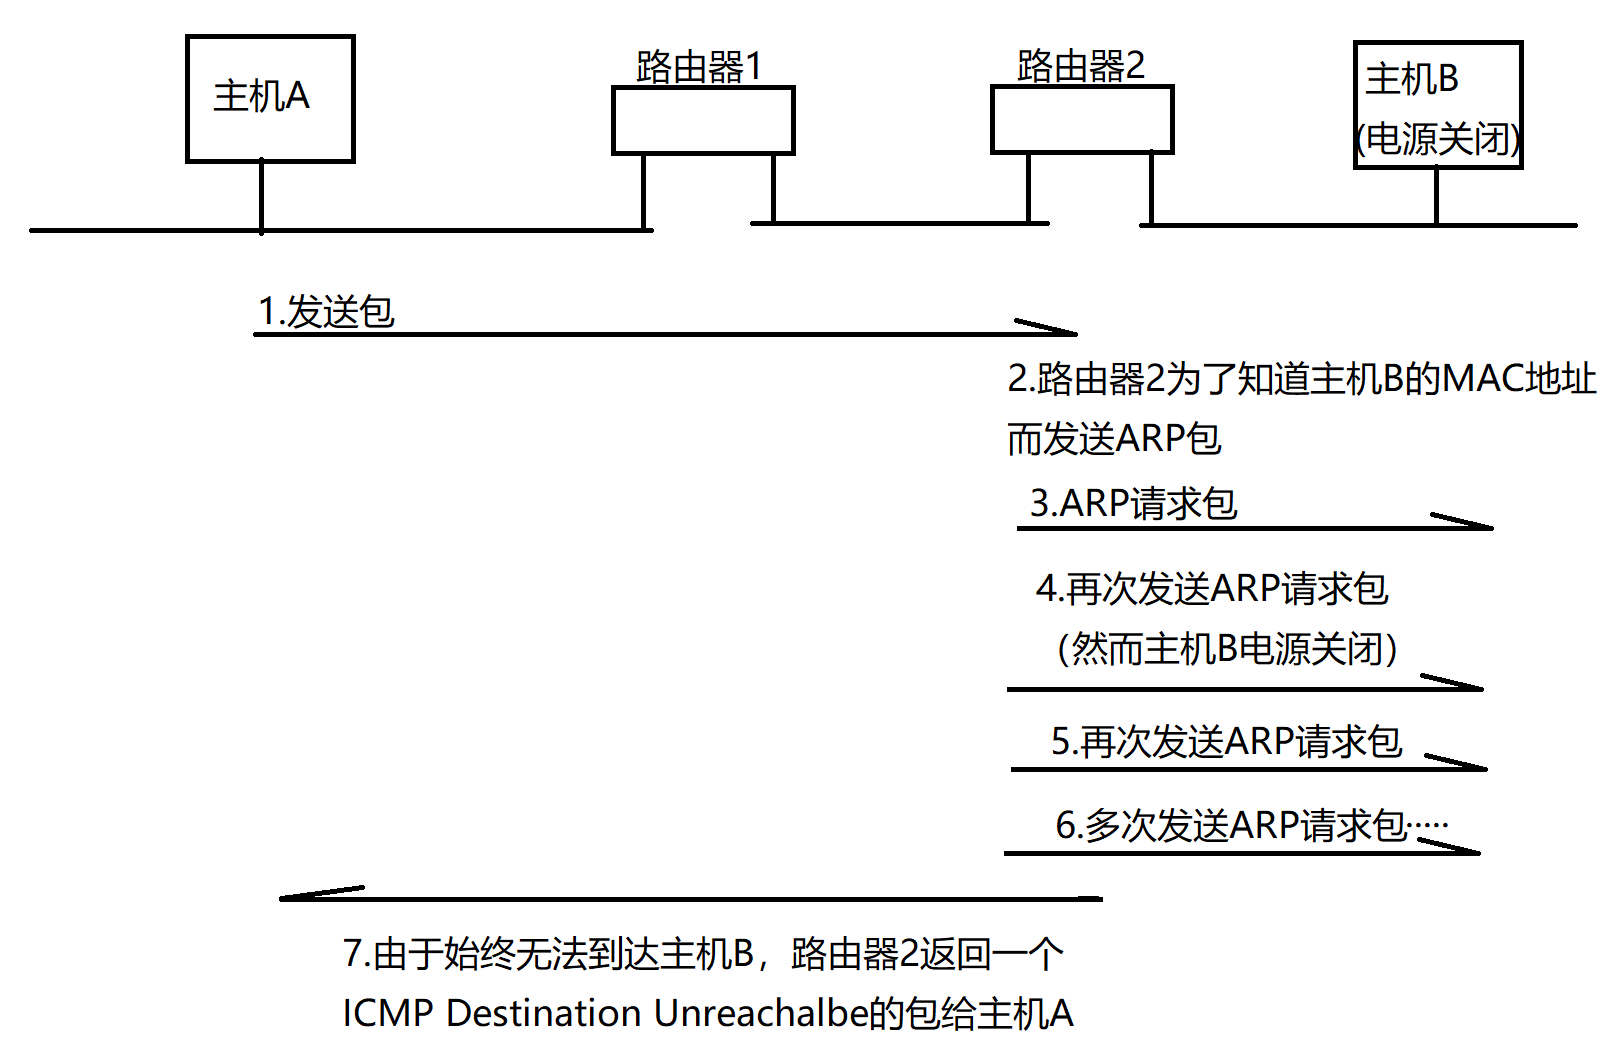 主机A
路由器1
路由器2
主机B
(电源关闭)
1.发送包
2.路由器2为了知道主机B的MAC地址
而发送ARP包
3.ARP请求包
4.再次发送ARP请求包
（然而主机B电源关闭）
5.再次发送ARP请求包
6.多次发送ARP请求包·····
7.由于始终无法到达主机B，路由器2返回一个
ICMP Destination Unreachalbe的包给主机A